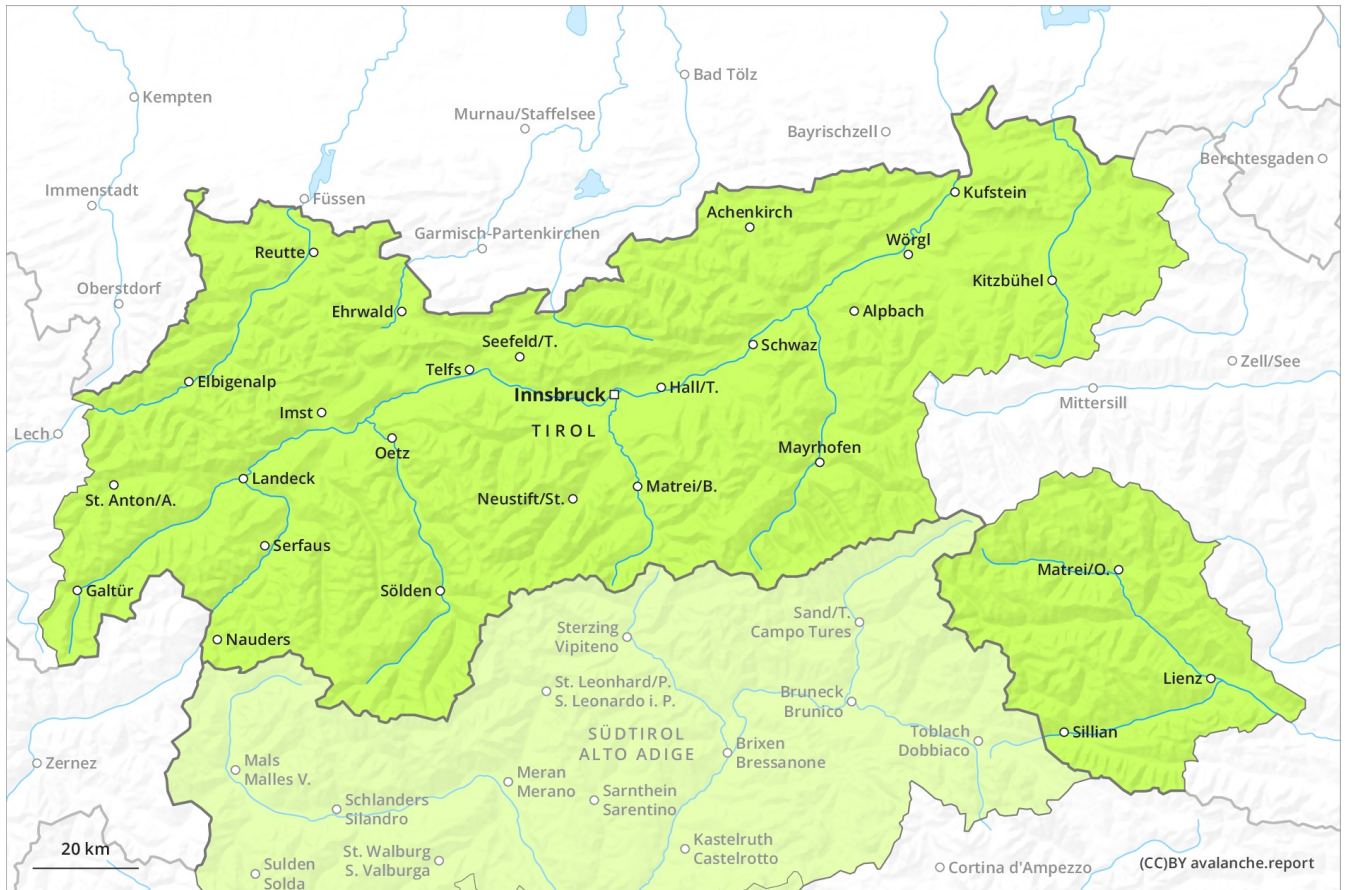 Bad Tölz
Kempten
Murnau/Staffelsee
Bayrischzell
Berchtesgaden
Immenstadt
Füssen
Kufstein
Achenkirch
Garmisch-Partenkirchen
Wörgl
Reutte
Kitzbühel
Oberstdorf
Ehrwald
Alpbach
Seefeld/T.
Schwaz
Zell/See
Telfs
Elbigenalp
Hall/T.
Innsbruck
Mittersill
Imst
TIROL
Lech
Oetz
Mayrhofen
Landeck
St. Anton/A.
Neustift/St.
Matrei/B.
Serfaus
Matrei/O.
Galtür
Sölden
Sand/T.
Campo Tures
Sterzing
Vipiteno
Nauders
Lienz
St. Leonhard/P.
S. Leonardo i. P.
Bruneck
Brunico
SÜDTIROL
ALTO ADIGE
Toblach
Dobbiaco
Sillian
Brixen
Bressanone
Zernez
Mals
Malles V.
Meran
Merano
Sarnthein
Sarentino
Schlanders
Silandro
Kastelruth
Castelrotto
20 km
St. Walburg
S. Valburga
Sulden
Solda
Cortina d'Ampezzo
(CC)BY avalanche.report